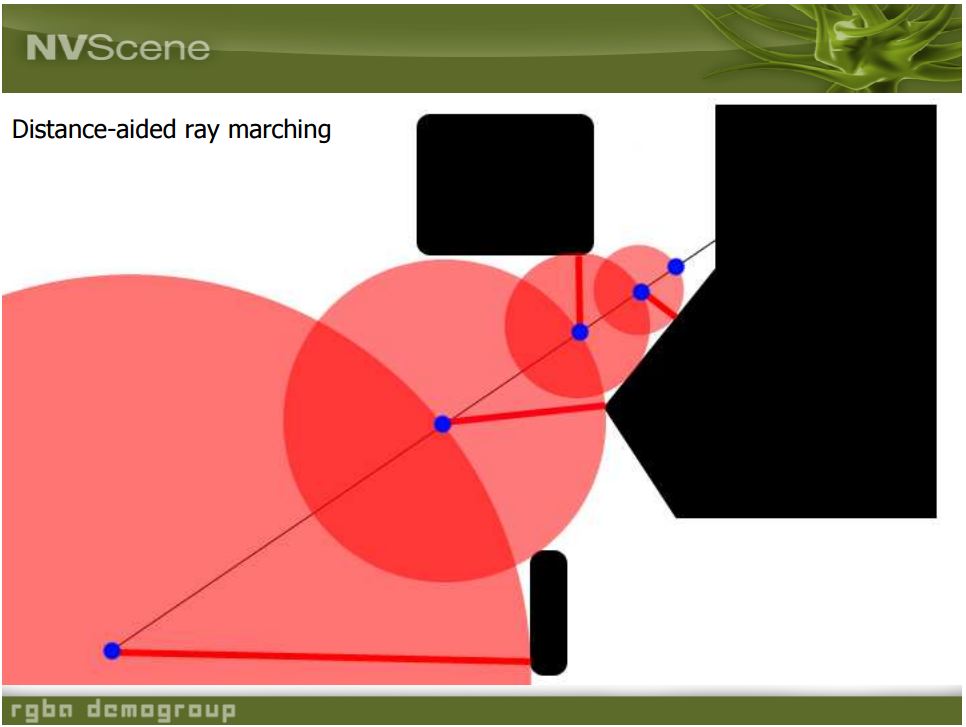 NVScene
Distance-aided ray marching
rgba demogroup